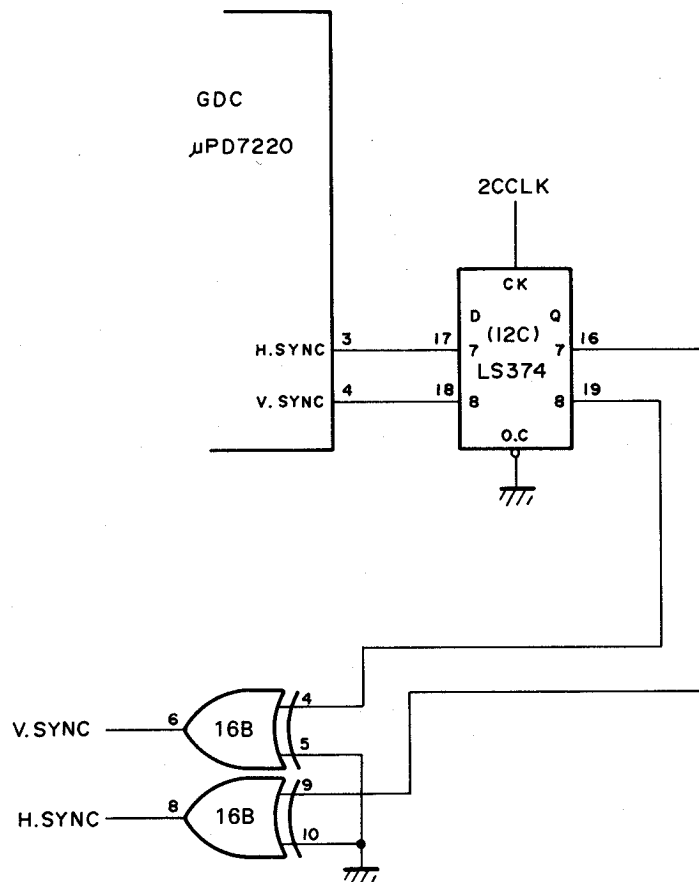 GDC
μPD7220
2CCLK
CK
D Q
H.SYNC 3 17 7 (12C) 7 16
LS374
V. SYNC 4 18 8 8 19
O.C
4
V.SYNC 6 16B
5
9
H.SYNC 8 16B
10